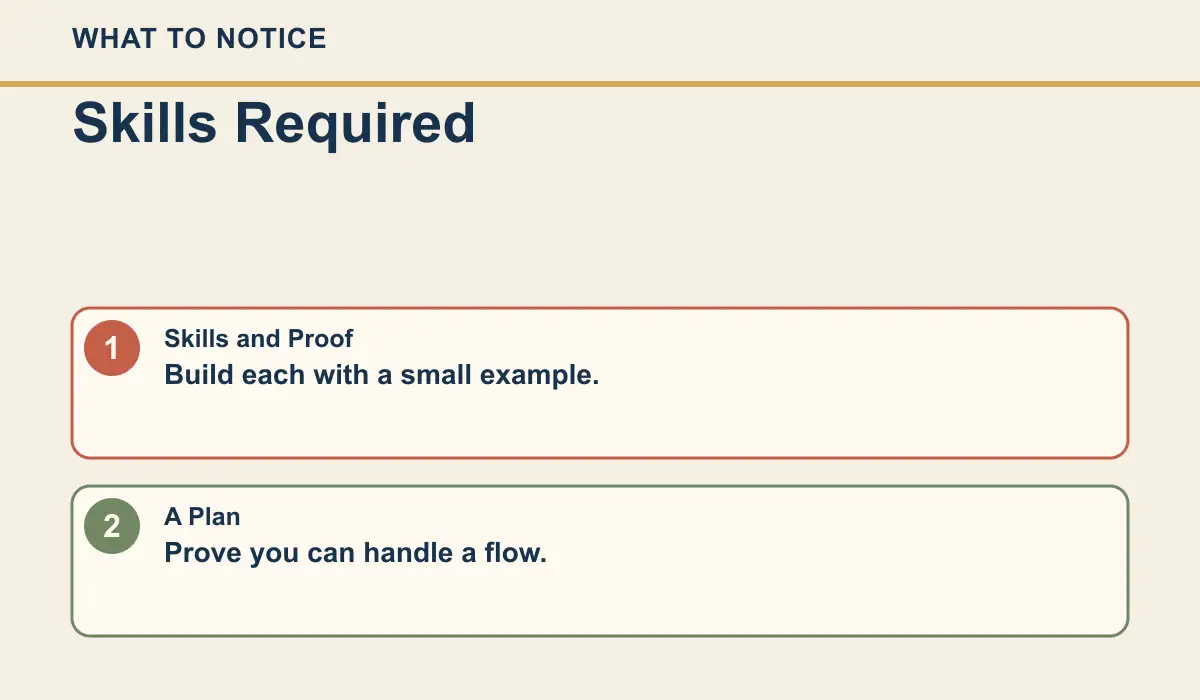 WHAT TO NOTICE
Skills Required
1
Skills and Proof
Build each with a small example.
2
A Plan
Prove you can handle a flow.